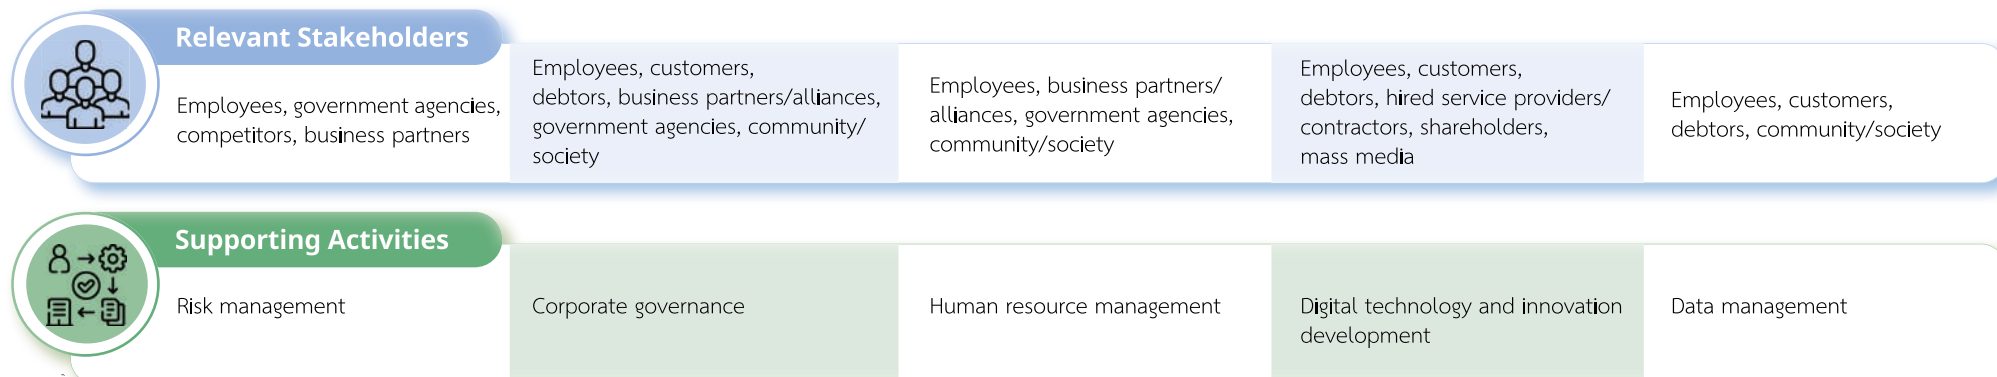 Relevant Stakeholders
Employees, government agencies,
competitors, business partners
Employees, customers,
debtors, business partners/alliances,
government agencies, community/
society
Employees, business partners/
alliances, government agencies,
community/society
Employees, customers,
debtors, hired service providers/
contractors, shareholders,
mass media
Employees, customers,
debtors, community/society
Supporting Activities
Risk management
Corporate governance
Human resource management
Digital technology and innovation
development
Data management